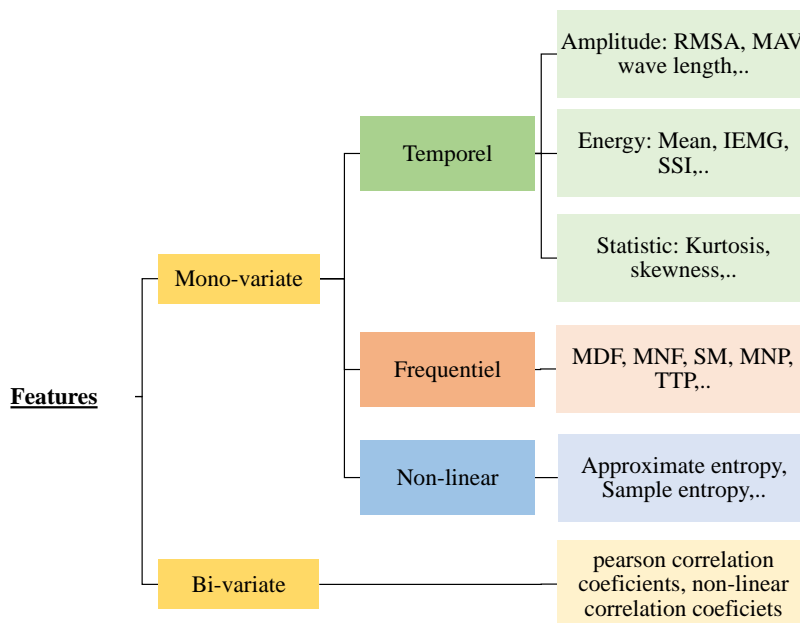 Features
Mono-variate
Temporel
Amplitude: RMSA, MAV
wave length,..
Energy: Mean, IEMG,
SSI,..
Statistic: Kurtosis,
skewness,..
Frequentiel
MDF, MNF, SM, MNP,
TTP,..
Non-linear
Approximate entropy,
Sample entropy,..
Bi-variate
pearson correlation
coeficients, non-linear
correlation coeficiets